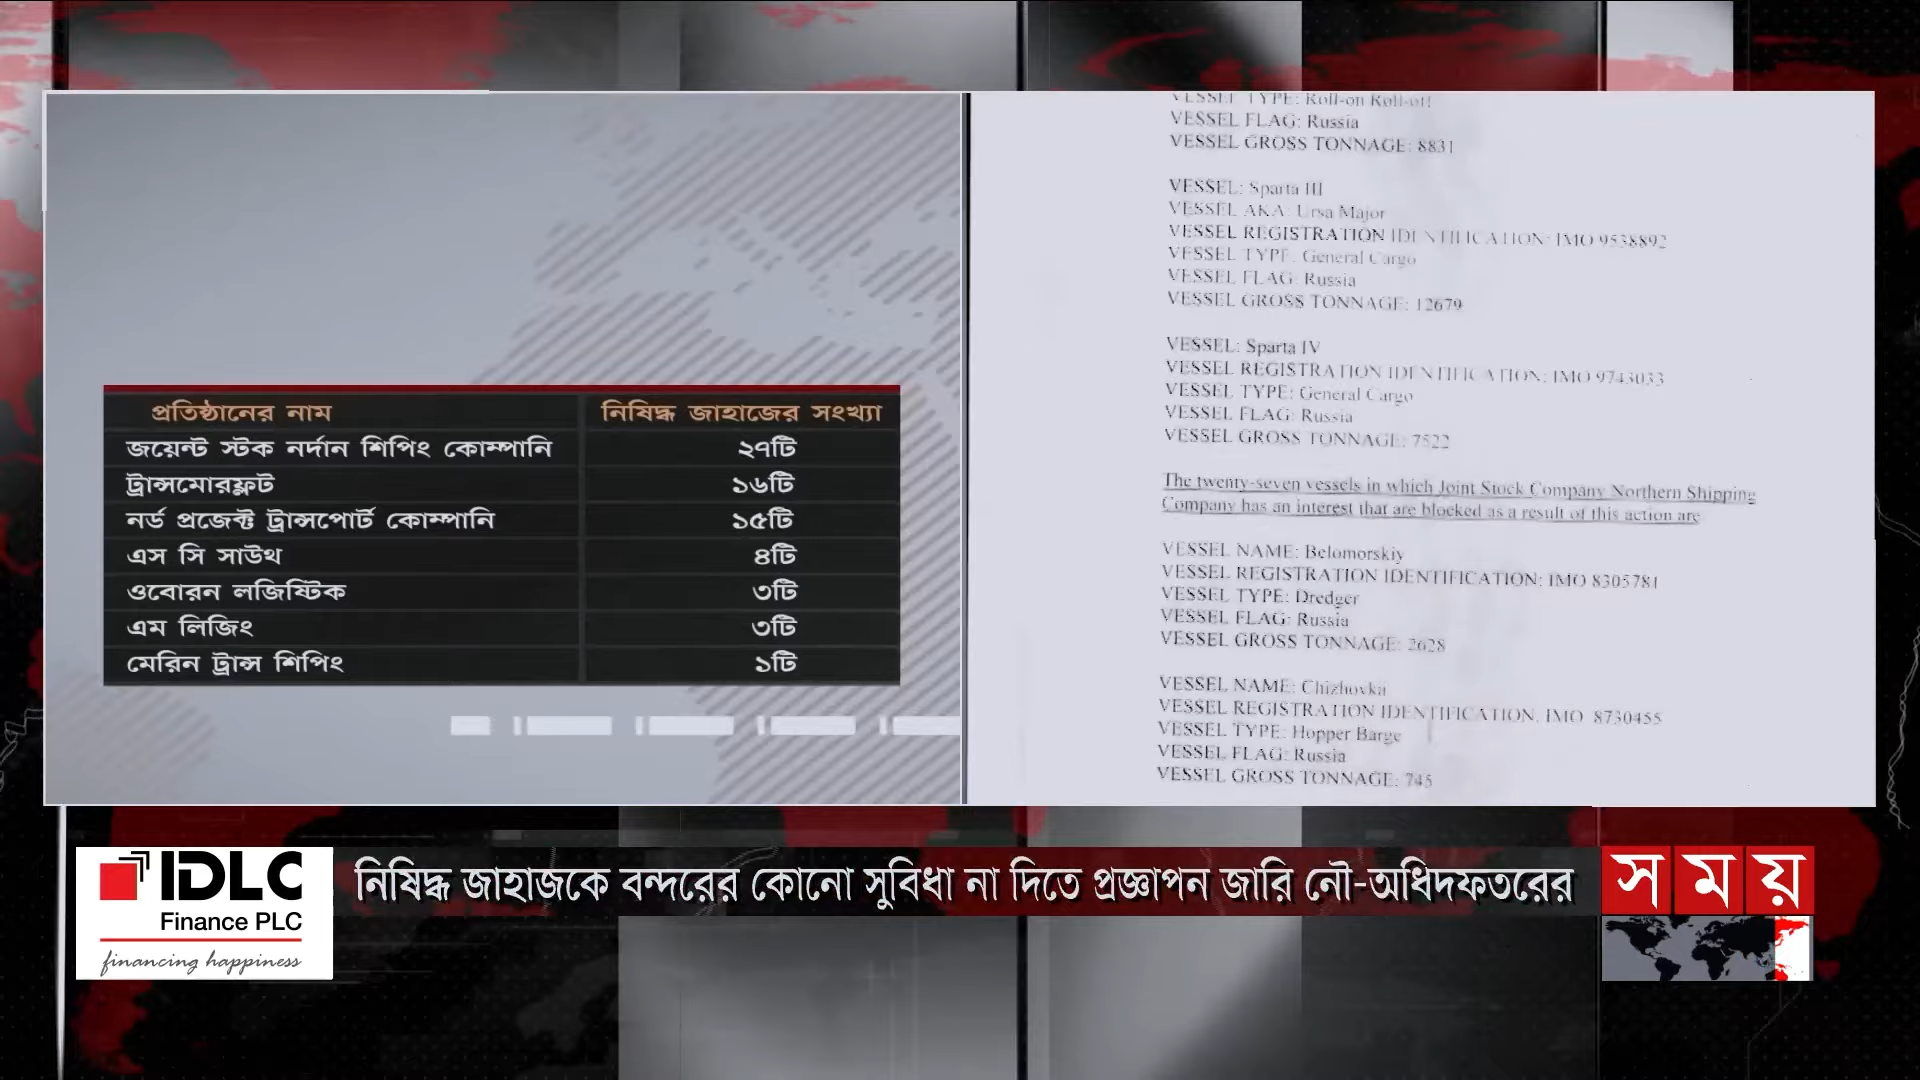 প্রতিষ্ঠানের নাম	নিষিদ্ধ জাহাজের সংখ্যা
জয়েন্ট স্টক নর্দান শিপিং কোম্পানি	২৭টি
ট্রান্সমোরফ্লট	১৬টি
নর্ড প্রজেক্ট ট্রান্সপোর্ট কোম্পানি	১৫টি
এস সি সাউথ	৪টি
ওবোরন লজিষ্টিক	৩টি
এম লিজিং	৩টি
মেরিন ট্রান্স শিপিং	১টি
VESSEL TYPE: Roll-on Roll-off
VESSEL FLAG: Russia
VESSEL GROSS TONNAGE: 8831
VESSEL: Sparta III
VESSEL AKA: Ursa Major
VESSEL REGISTRATION IDENTIFICATION: IMO 9538892
VESSEL TYPE: General Cargo
VESSEL FLAG: Russia
VESSEL GROSS TONNAGE: 12679
VESSEL: Sparta IV
VESSEL REGISTRATION IDENTIFICATION: IMO 9743033
VESSEL TYPE: General Cargo
VESSEL FLAG: Russia
VESSEL GROSS TONNAGE: 7522
The twenty-seven vessels in which Joint Stock Company Northern Shipping
Company has an interest that are blocked as a result of this action are
VESSEL NAME: Belomorskiy
VESSEL REGISTRATION IDENTIFICATION: IMO 8305781
VESSEL TYPE: Dredger
VESSEL FLAG: Russia
VESSEL GROSS TONNAGE: 2628
VESSEL NAME: Chizhovka
VESSEL REGISTRATION IDENTIFICATION. IMO 8730455
VESSEL TYPE: Hopper Barge
VESSEL FLAG: Russia
VESSEL GROSS TONNAGE: 745
IDLC
Finance PLC
financing happiness
নিষিদ্ধ জাহাজকে বন্দরের কোনো সুবিধা না দিতে প্রজ্ঞাপন জারি নৌ-অধিদফতরের
সময়